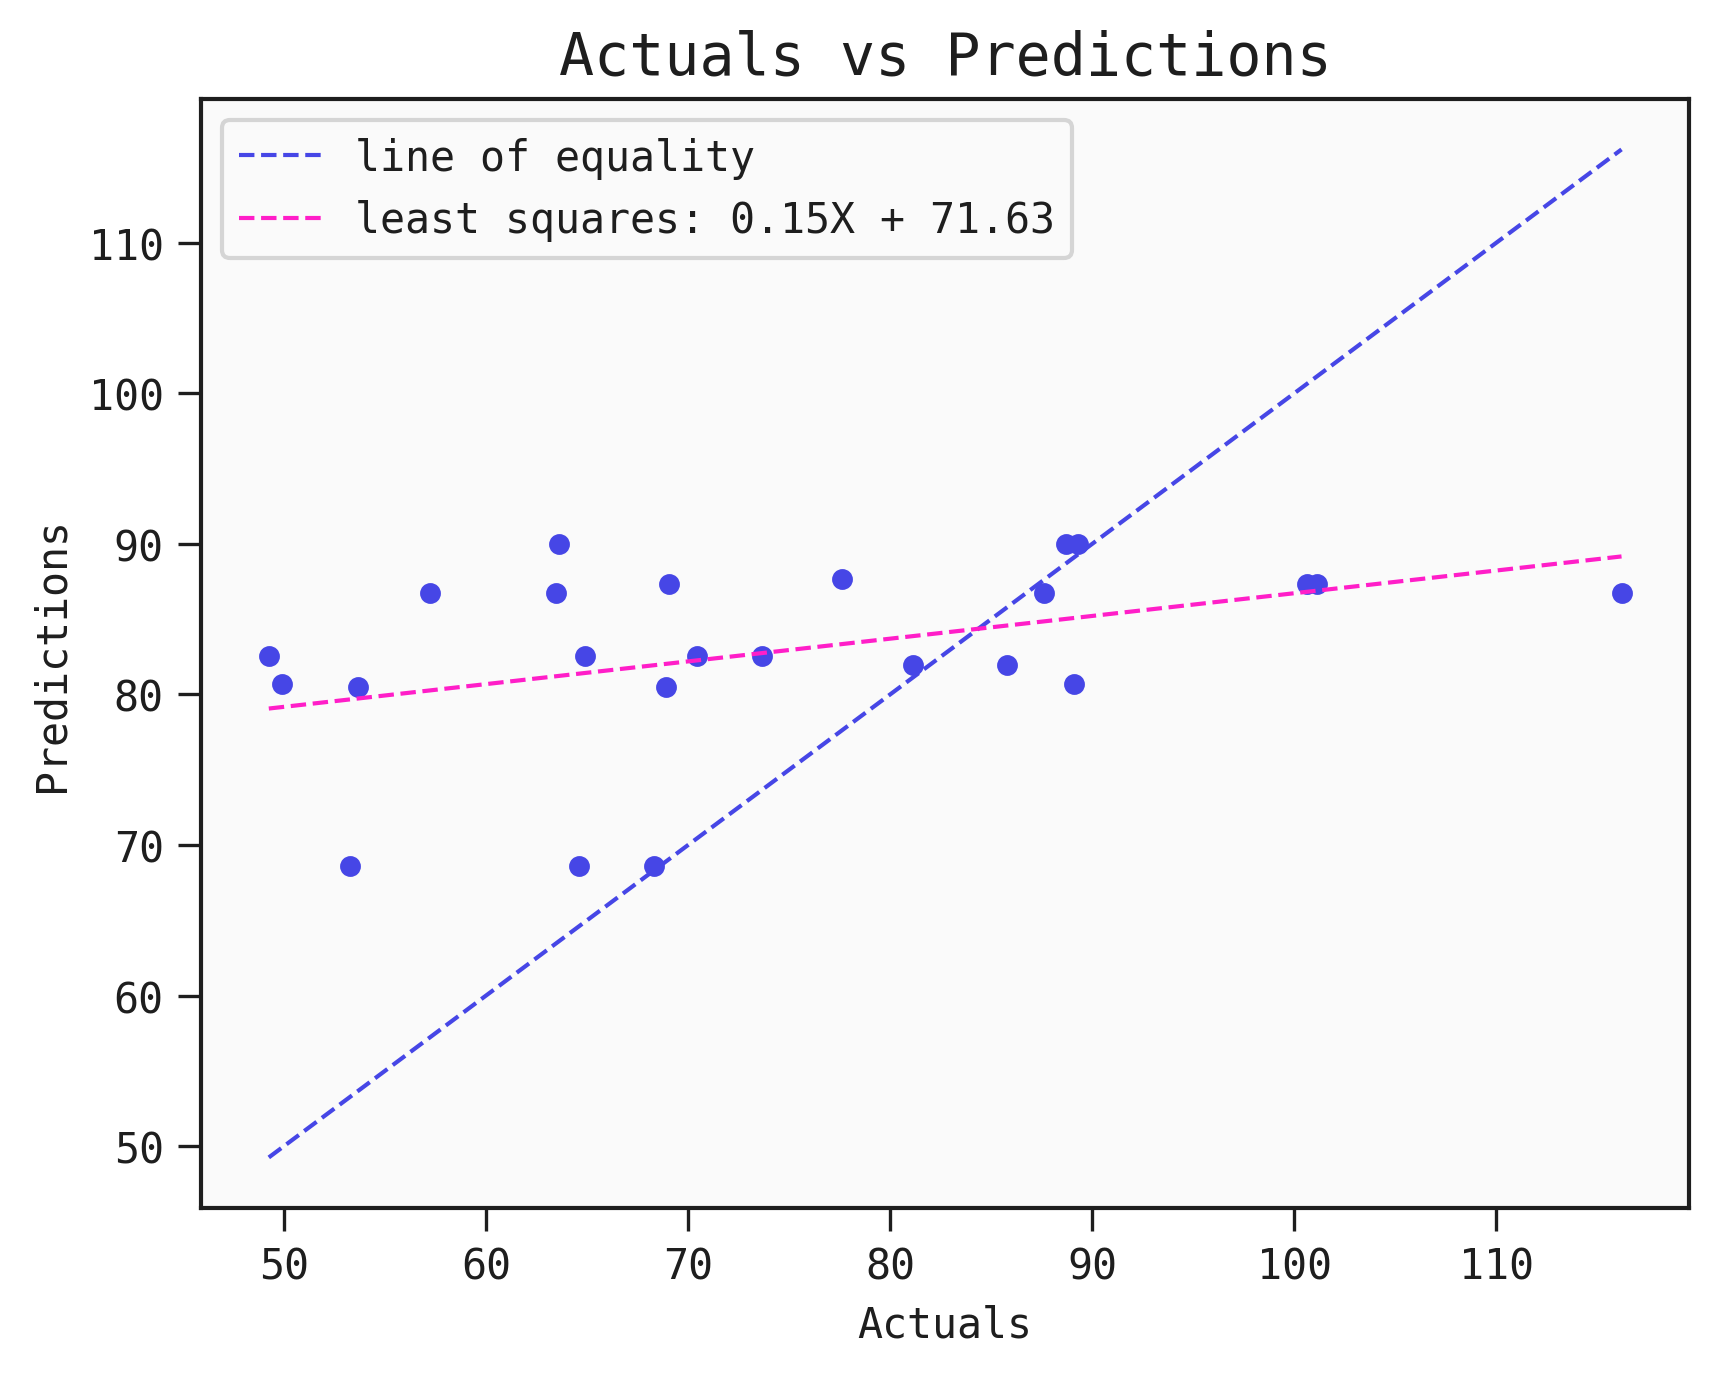 Actuals vs Predictions
line of equality
least squares: 0.15X + 71.63
110
100
90
80
70
60
50
Predictions
50 60 70 80 90 100 110
Actuals